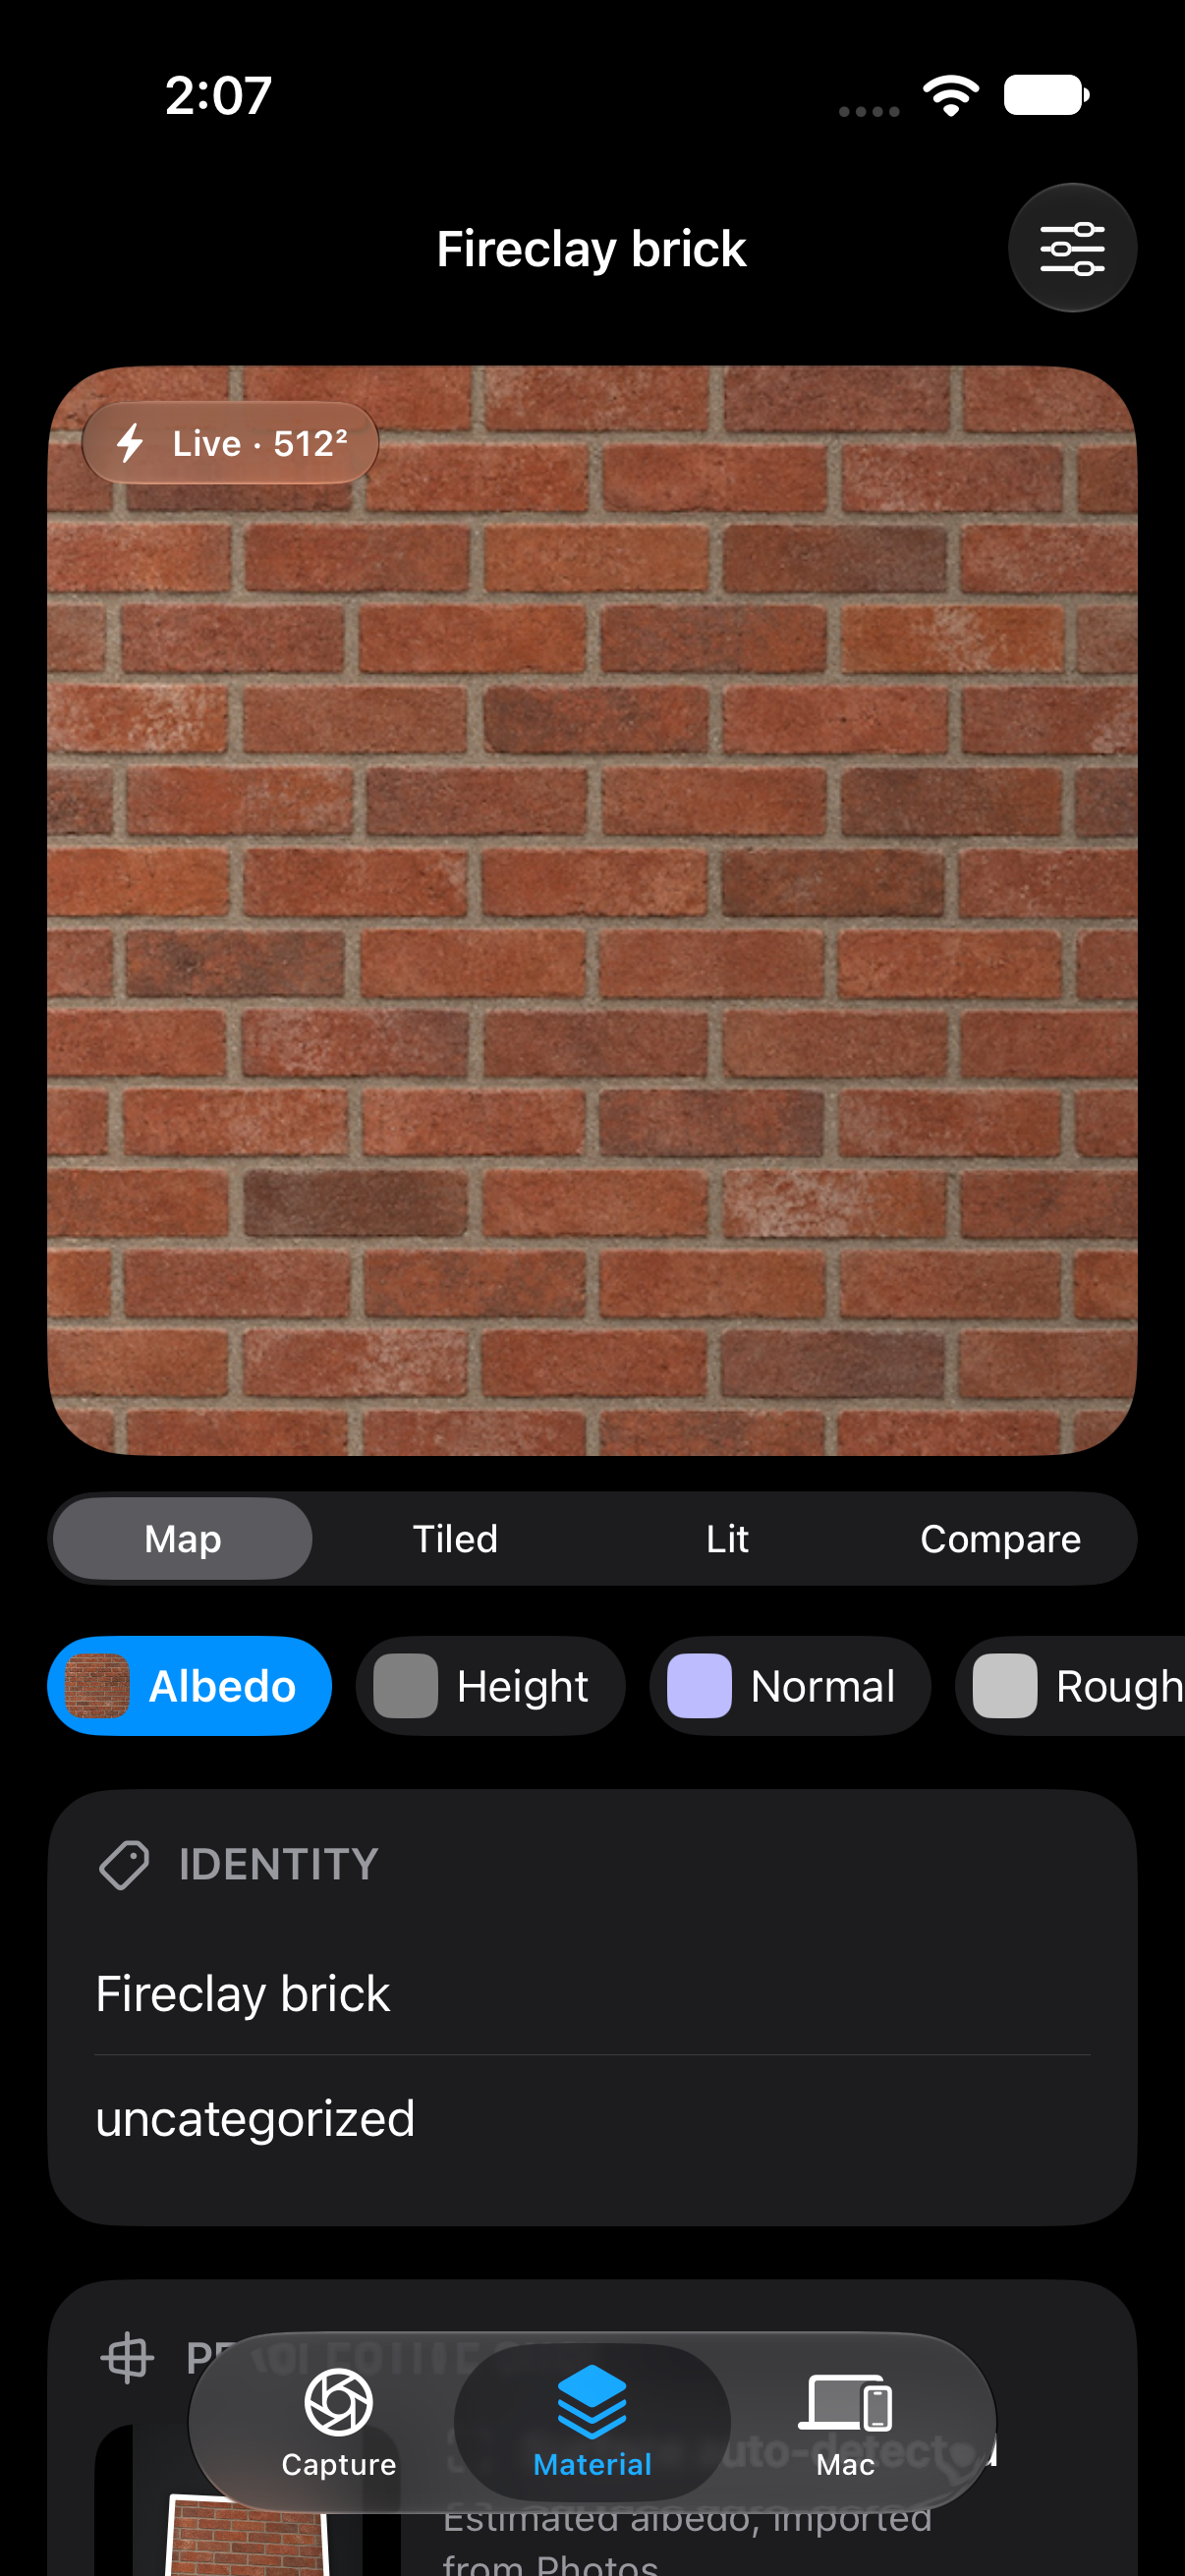 2:07
Fireclay brick
Live · 512²
Map Tiled Lit Compare
Albedo Height Normal Rough
IDENTITY
Fireclay brick
uncategorized
Capture Material Mac
Estimated albedo, imported
from Photos